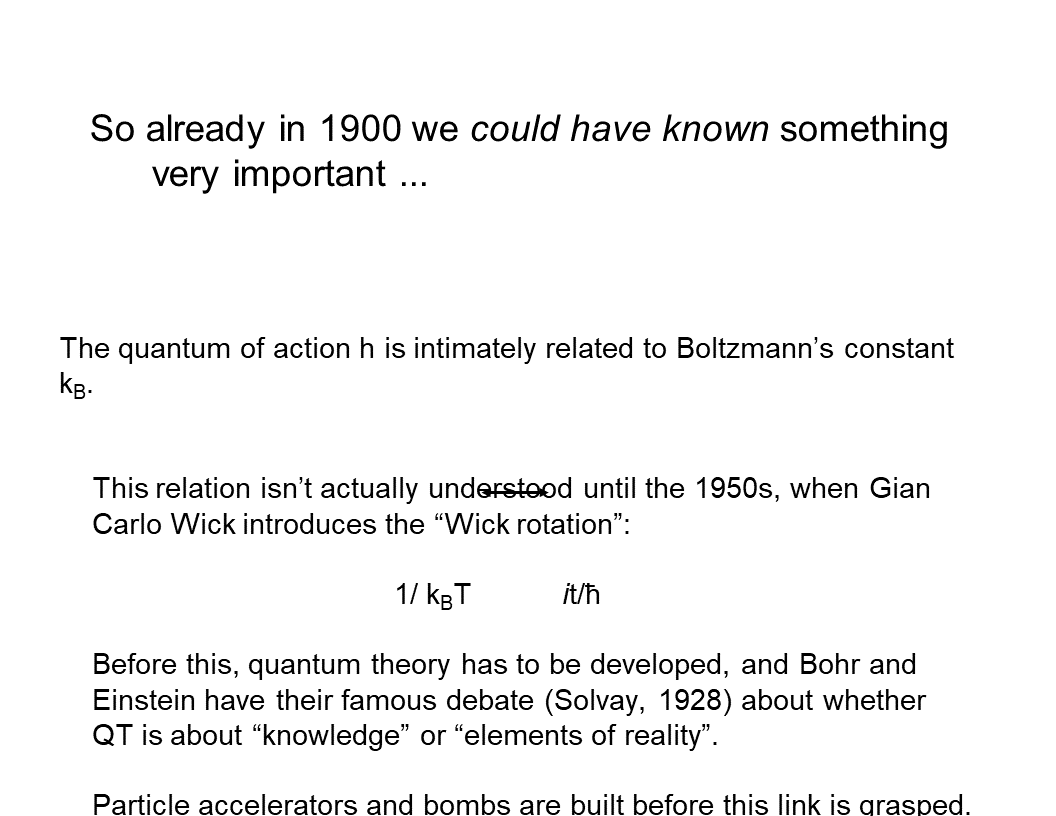 So already in 1900 we could have known something
very important ...
The quantum of action h is intimately related to Boltzmann’s constant
kB.
This relation isn’t actually understood until the 1950s, when Gian
Carlo Wick introduces the “Wick rotation”:
1/ kBT it/ħ
Before this, quantum theory has to be developed, and Bohr and
Einstein have their famous debate (Solvay, 1928) about whether
QT is about “knowledge” or “elements of reality”.
Particle accelerators and bombs are built before this link is grasped.